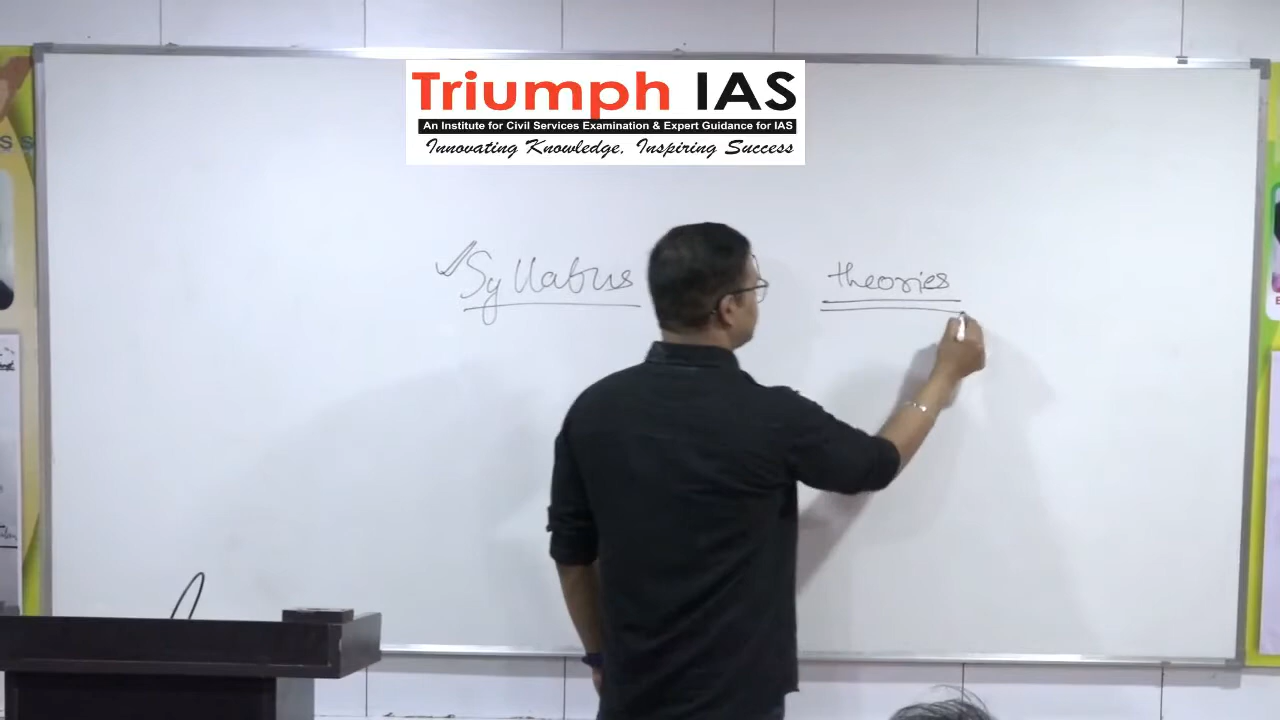 Triumph IAS
An Institute for Civil Services Examination & Expert Guidance for IAS
Innovating Knowledge, Inspiring Success
Syllabus theories